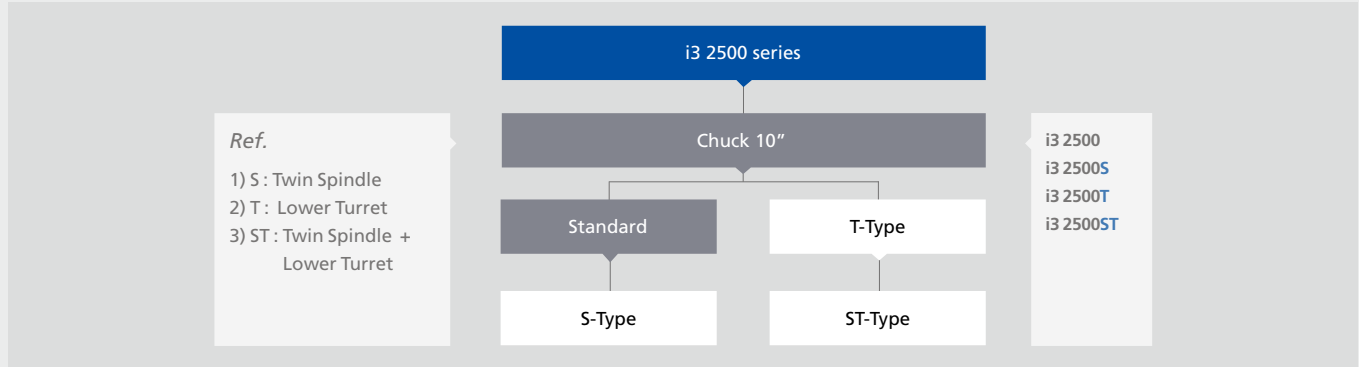 i3 2500 series
Chuck 10”
Ref.
1) S : Twin Spindle
2) T : Lower Turret
3) ST : Twin Spindle +
Lower Turret
Standard
T-Type
S-Type
ST-Type
i3 2500
i3 2500S
i3 2500T
i3 2500ST